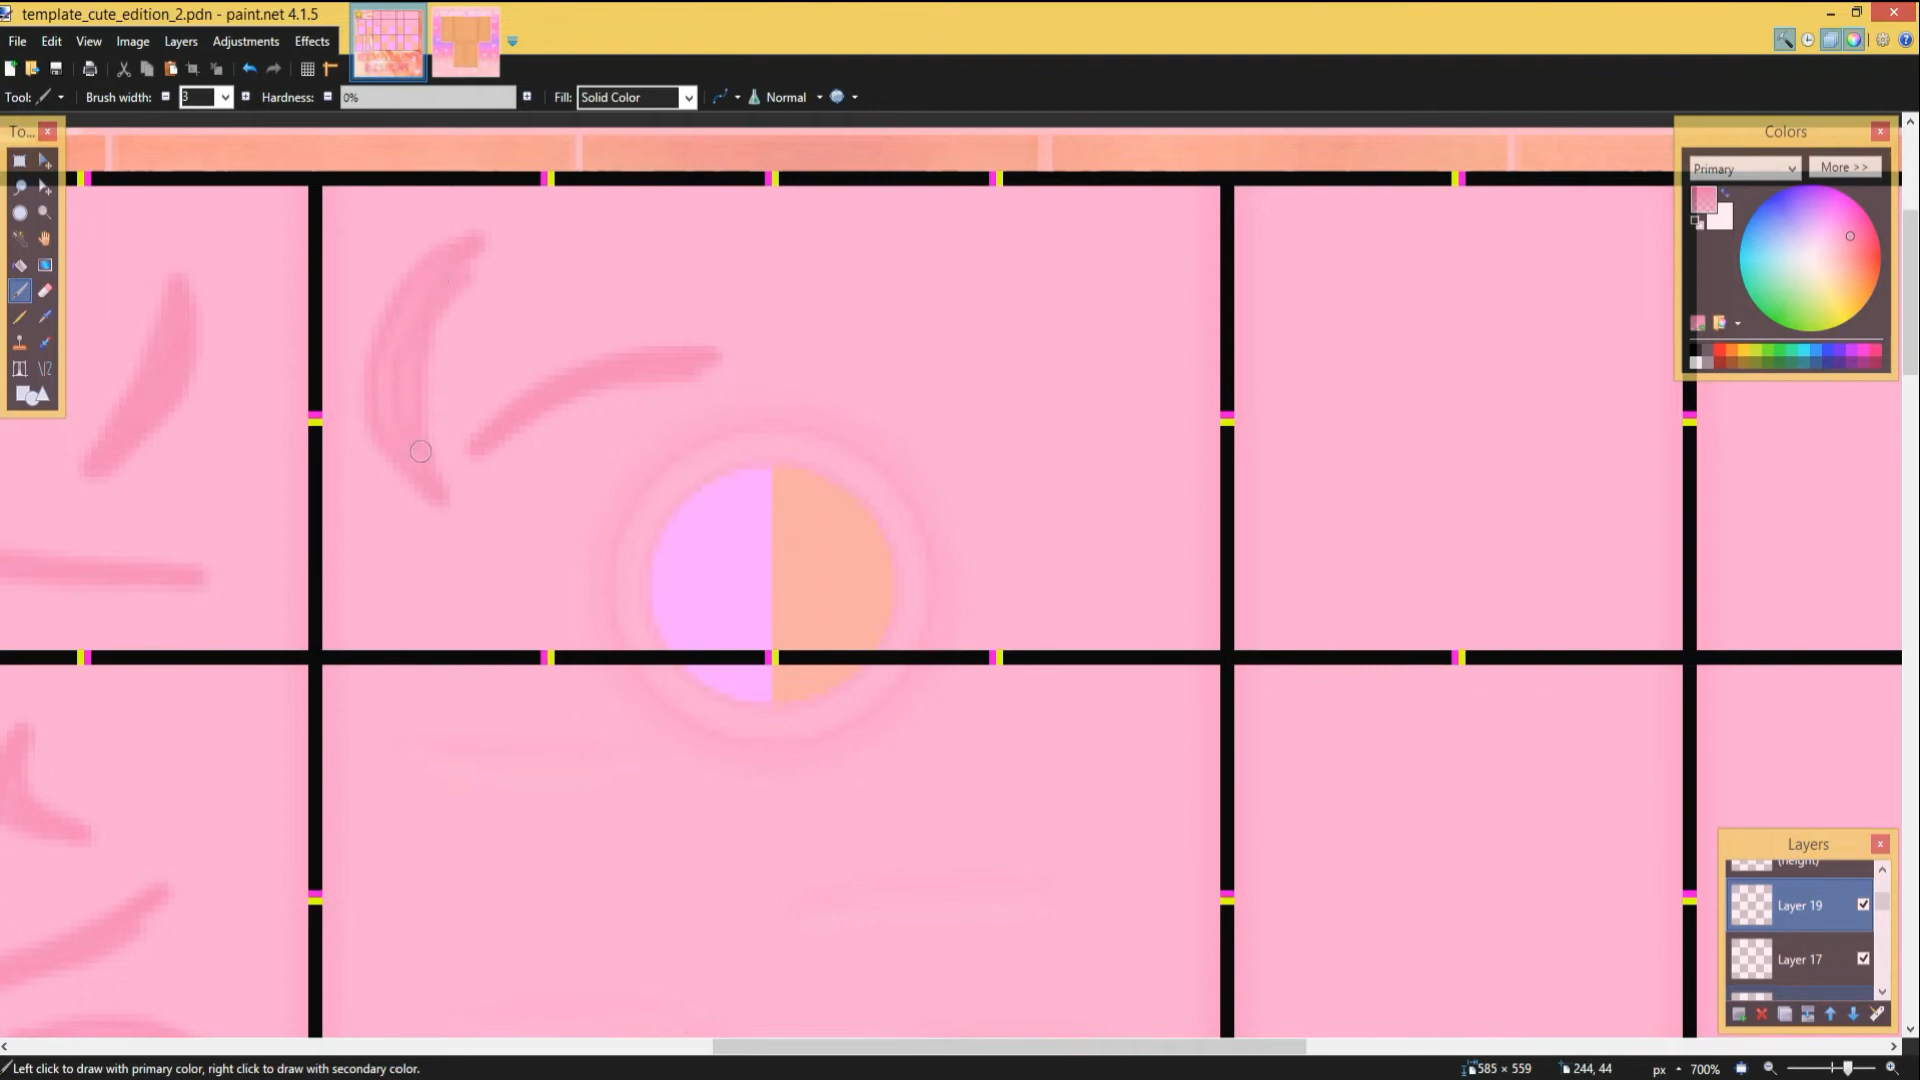 template_cute_edition_2.pdn - paint.net 4.1.5
File Edit View Image Layers Adjustments Effects
Tool: Brush width: 3 Hardness: 0% Fill: Solid Color Normal
To... Colors
Primary More >>
Layers
(height)
Layer 19
Layer 17
Left click to draw with primary color, right click to draw with secondary color. 585 × 559 244, 44 px 700%